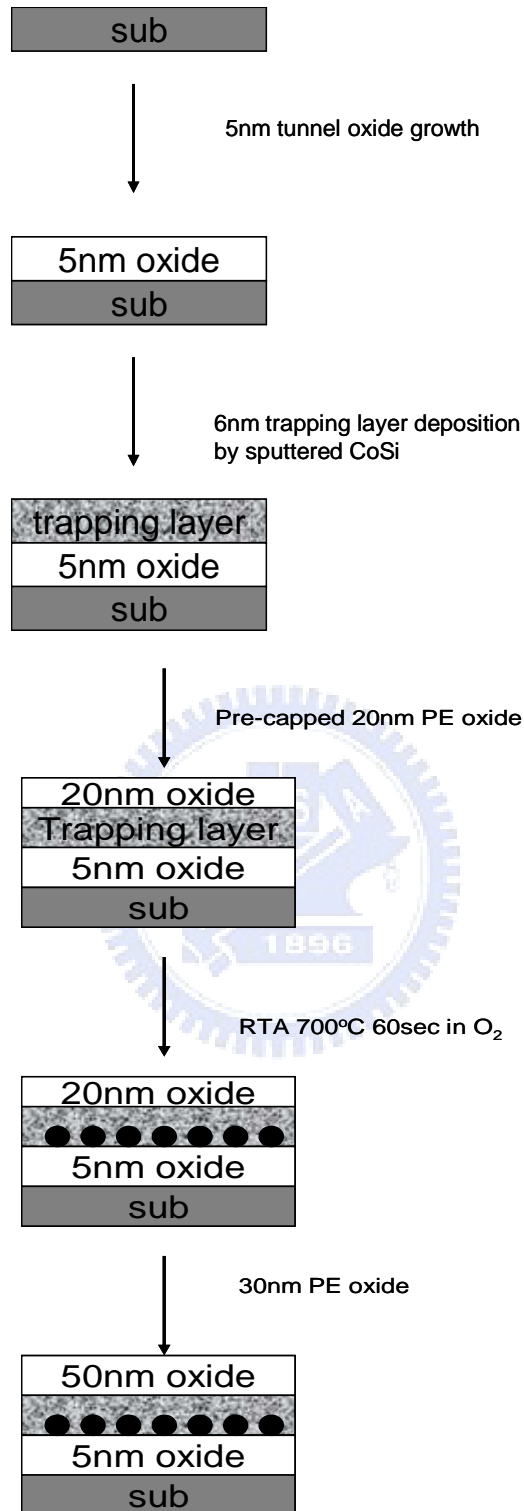 sub
5nm tunnel oxide growth
5nm oxide
sub
6nm trapping layer deposition
by sputtered CoSi
trapping layer
5nm oxide
sub
Pre-capped 20nm PE oxide
20nm oxide
Trapping layer
5nm oxide
sub
1896
RTA 700ºC 60sec in O₂
20nm oxide
5nm oxide
sub
30nm PE oxide
50nm oxide
5nm oxide
sub